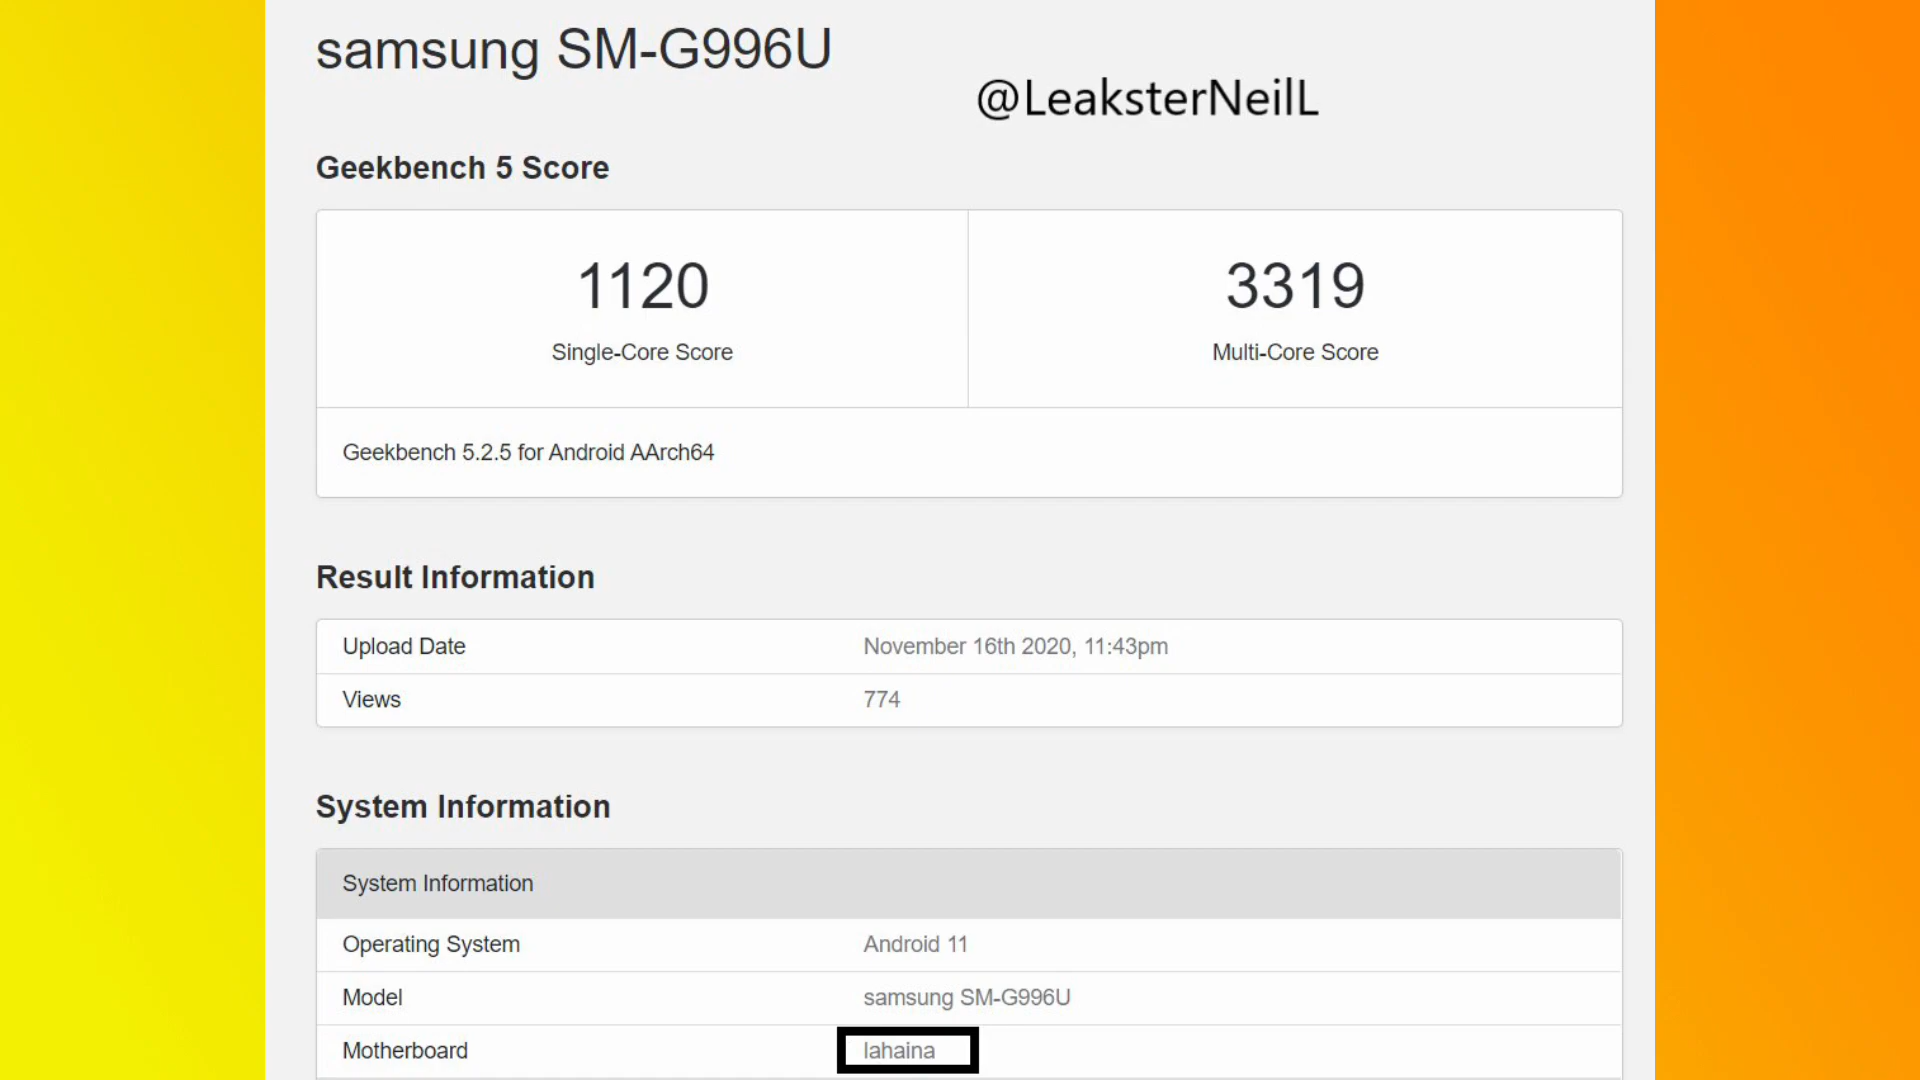 samsung SM-G996U
@LeaksterNeilL
Geekbench 5 Score
1120
Single-Core Score
3319
Multi-Core Score
Geekbench 5.2.5 for Android AArch64
Result Information
Upload Date November 16th 2020, 11:43pm
Views 774
System Information
System Information
Operating System Android 11
Model samsung SM-G996U
Motherboard lahaina